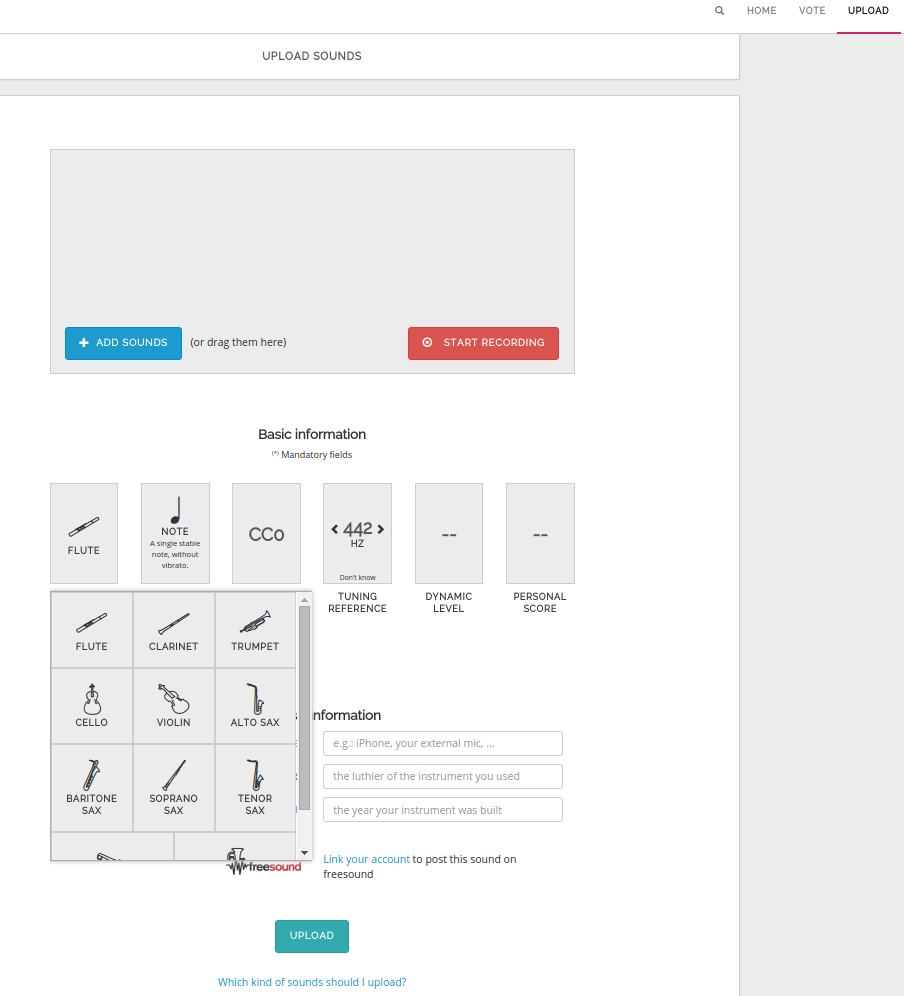 HOME VOTE UPLOAD
UPLOAD SOUNDS
ADD SOUNDS (or drag them here) START RECORDING
Basic information
(*) Mandatory fields
FLUTE
NOTE
A single stable
note, without
vibrato.
CC0
442
HZ
Don't know
--
--
TUNING
REFERENCE
DYNAMIC
LEVEL
PERSONAL
SCORE
FLUTE CLARINET TRUMPET
CELLO VIOLIN ALTO SAX
BARITONE
SAX
SOPRANO
SAX
TENOR
SAX
information
e.g.: iPhone, your external mic, ...
the luthier of the instrument you used
the year your instrument was built
freesound
Link your account to post this sound on
freesound
UPLOAD
Which kind of sounds should I upload?